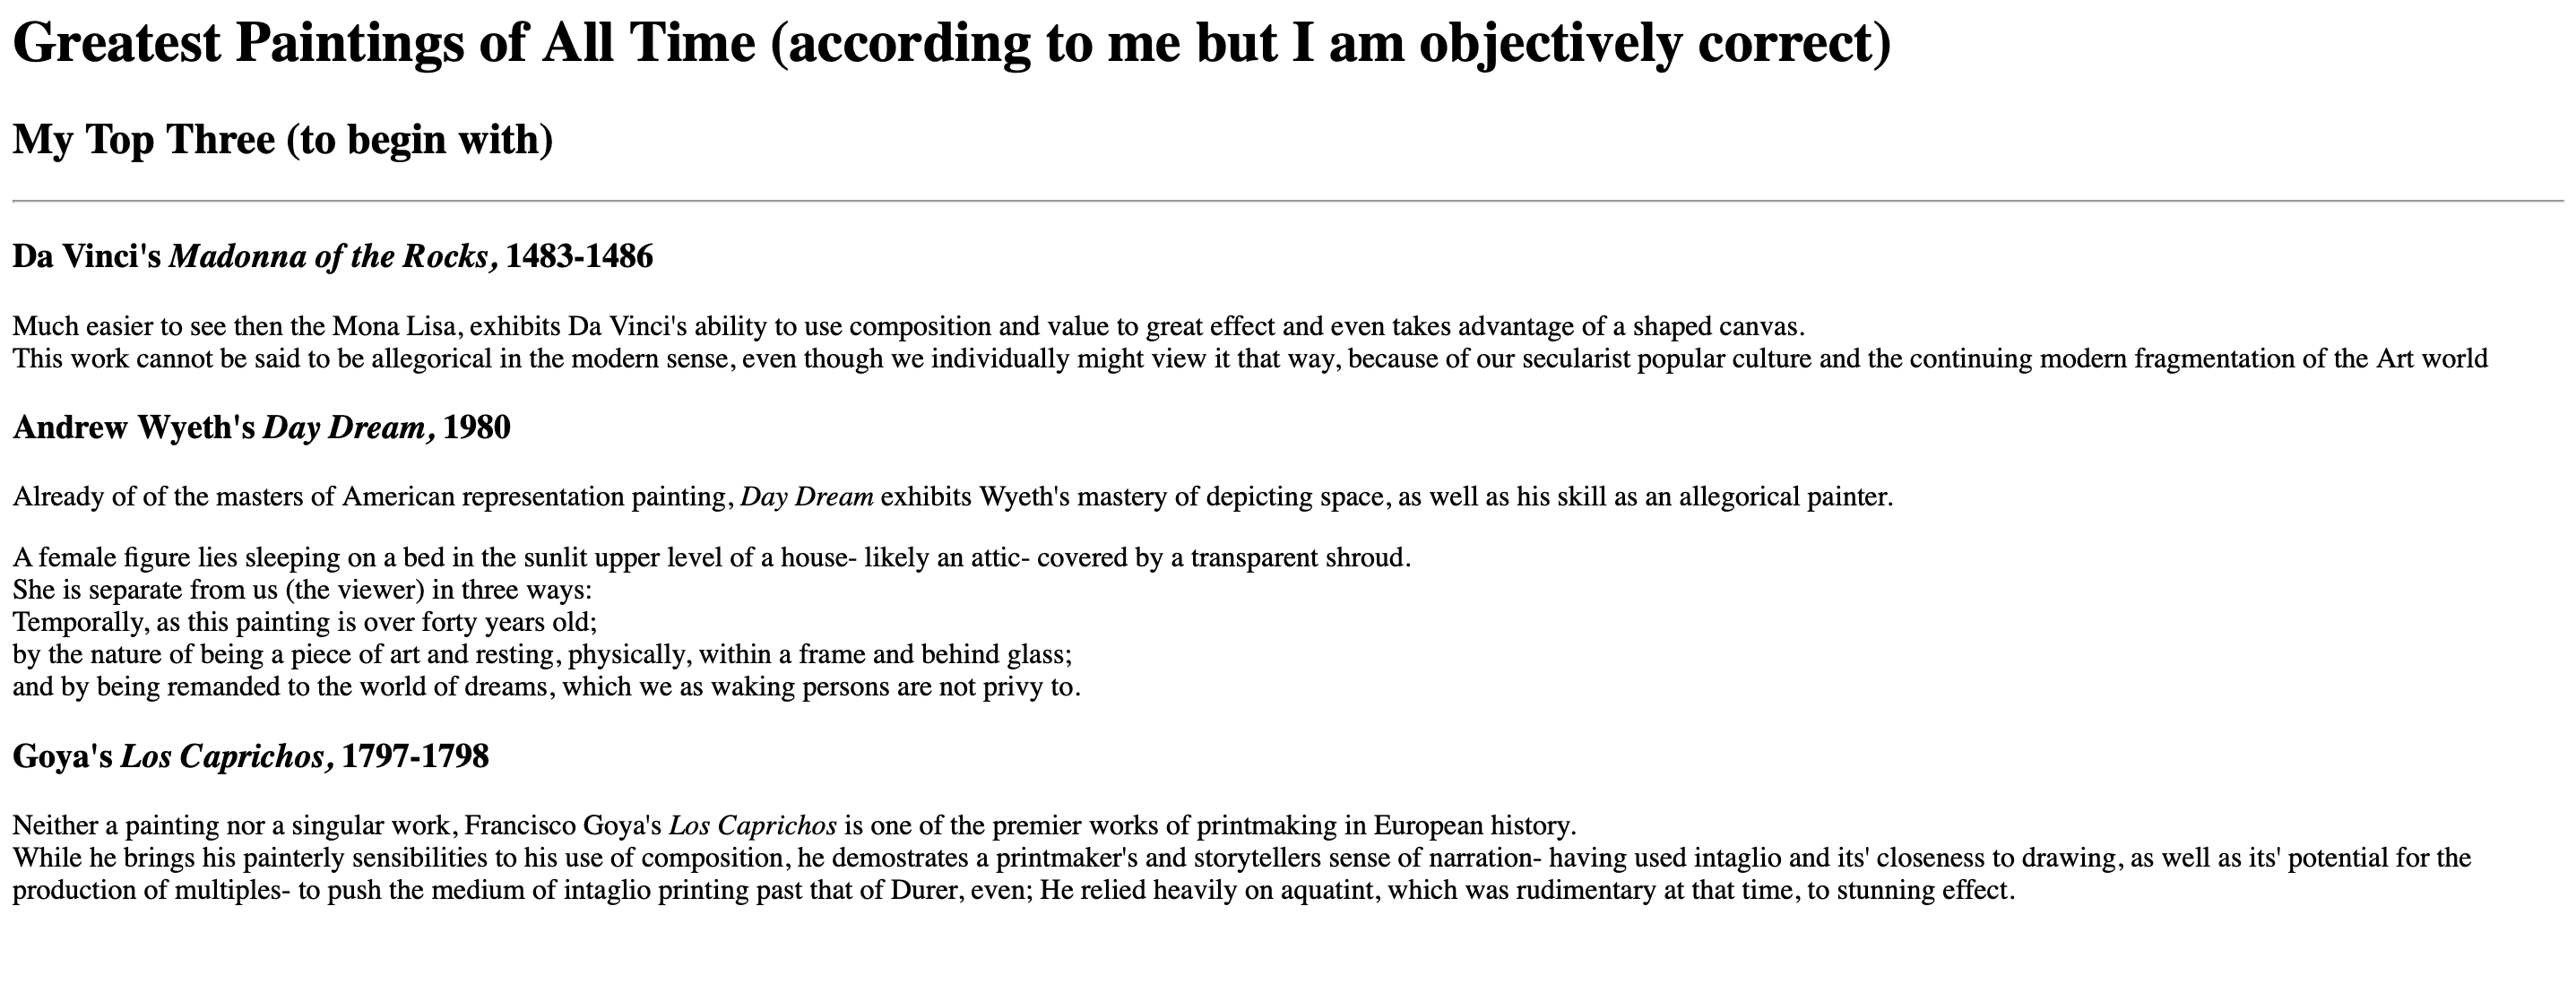 Greatest Paintings of All Time (according to me but I am objectively correct)
My Top Three (to begin with)
Da Vinci's Madonna of the Rocks, 1483-1486
Much easier to see then the Mona Lisa, exhibits Da Vinci's ability to use composition and value to great effect and even takes advantage of a shaped canvas.
This work cannot be said to be allegorical in the modern sense, even though we individually might view it that way, because of our secularist popular culture and the continuing modern fragmentation of the Art world
Andrew Wyeth's Day Dream, 1980
Already of of the masters of American representation painting, Day Dream exhibits Wyeth's mastery of depicting space, as well as his skill as an allegorical painter.
A female figure lies sleeping on a bed in the sunlit upper level of a house- likely an attic- covered by a transparent shroud.
She is separate from us (the viewer) in three ways:
Temporally, as this painting is over forty years old;
by the nature of being a piece of art and resting, physically, within a frame and behind glass;
and by being remanded to the world of dreams, which we as waking persons are not privy to.
Goya's Los Caprichos, 1797-1798
Neither a painting nor a singular work, Francisco Goya's Los Caprichos is one of the premier works of printmaking in European history.
While he brings his painterly sensibilities to his use of composition, he demostrates a printmaker's and storytellers sense of narration- having used intaglio and its' closeness to drawing, as well as its' potential for the
production of multiples- to push the medium of intaglio printing past that of Durer, even; He relied heavily on aquatint, which was rudimentary at that time, to stunning effect.